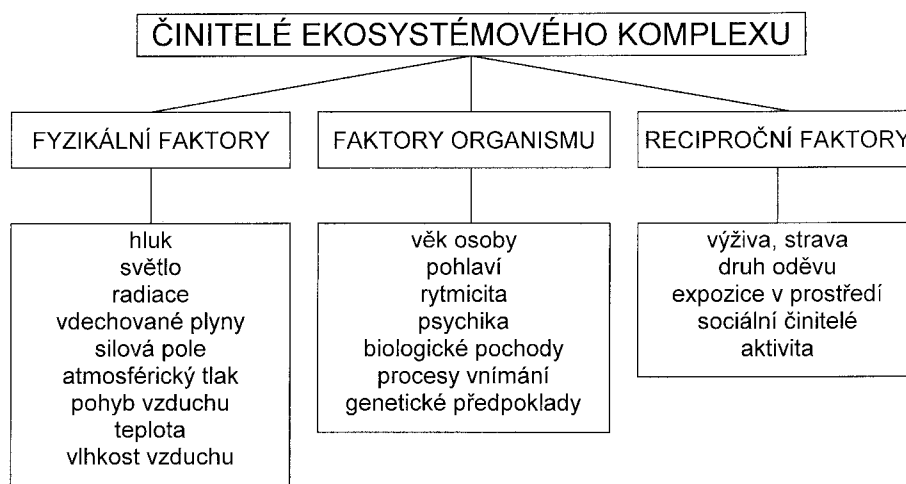 ČINITELÉ EKOSYSTÉMOVÉHO KOMPLEXU
FYZIKÁLNÍ FAKTORY
hluk
světlo
radiace
vdechované plyny
silová pole
atmosférický tlak
pohyb vzduchu
teplota
vlhkost vzduchu
FAKTORY ORGANISMU
věk osoby
pohlaví
rytmicita
psychika
biologické pochody
procesy vnímání
genetické předpoklady
RECIPROČNÍ FAKTORY
výživa, strava
druh oděvu
expozice v prostředí
sociální činitelé
aktivita